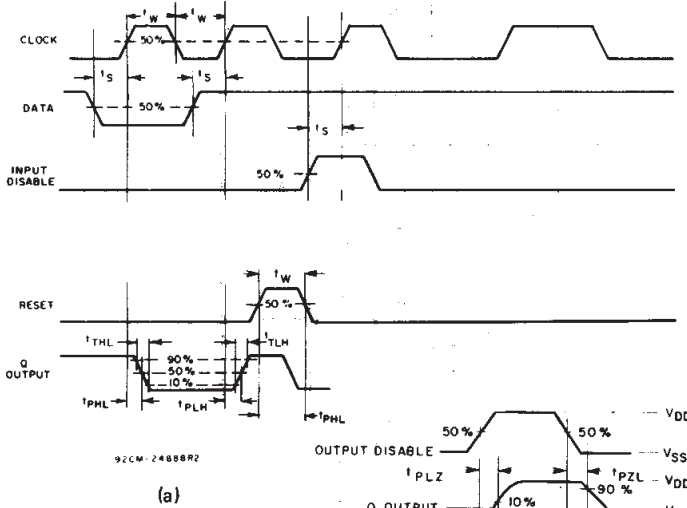 tW tW
CLOCK 50%
tS tS
DATA 50%
tS
INPUT DISABLE 50%
tW
RESET 50%
tTHL tTLH
90%
Q OUTPUT 50%
10%
tPHL tPLH tPHL
92CM-24888R2
(a)
VDD
OUTPUT DISABLE 50% 50%
VSS
tPLZ tPZL VDD
90%
Q OUTPUT 10%